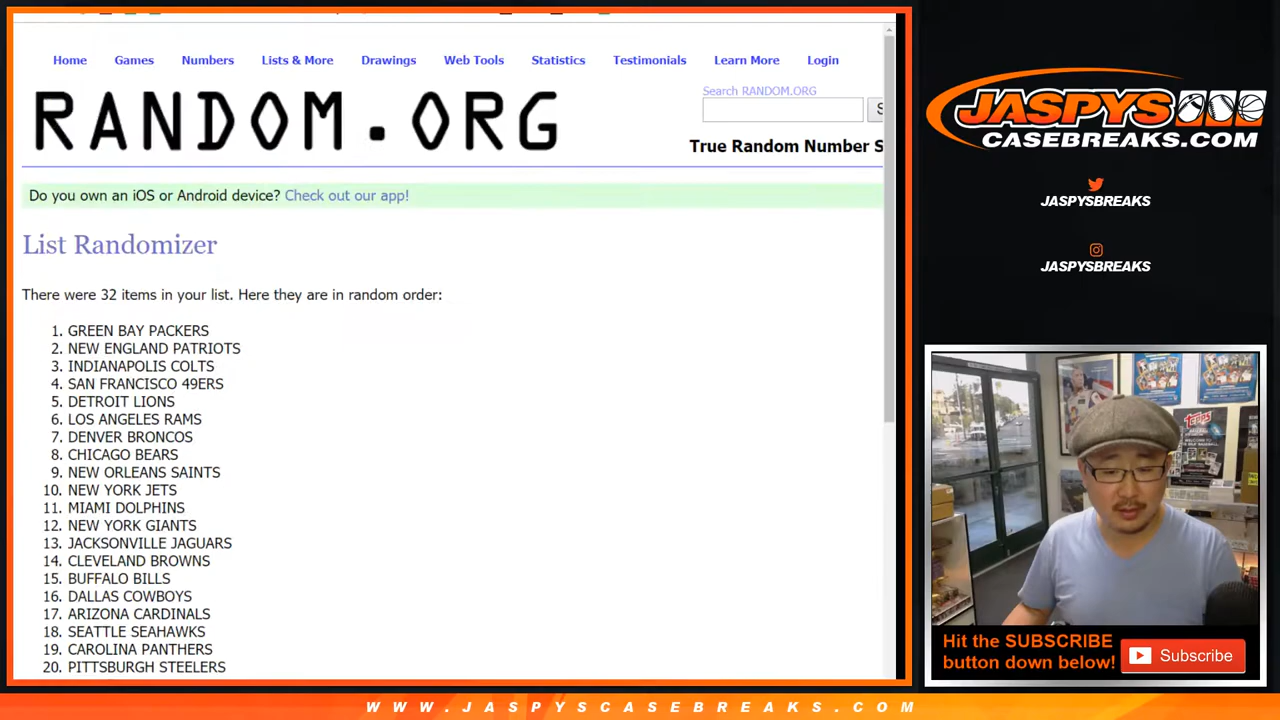 Home Games Numbers Lists & More Drawings Web Tools Statistics Testimonials Learn More Login
Search RANDOM.ORG
RANDOM.ORG
True Random Number S
Do you own an iOS or Android device? Check out our app!
List Randomizer
There were 32 items in your list. Here they are in random order:
1. GREEN BAY PACKERS
2. NEW ENGLAND PATRIOTS
3. INDIANAPOLIS COLTS
4. SAN FRANCISCO 49ERS
5. DETROIT LIONS
6. LOS ANGELES RAMS
7. DENVER BRONCOS
8. CHICAGO BEARS
9. NEW ORLEANS SAINTS
10. NEW YORK JETS
11. MIAMI DOLPHINS
12. NEW YORK GIANTS
13. JACKSONVILLE JAGUARS
14. CLEVELAND BROWNS
15. BUFFALO BILLS
16. DALLAS COWBOYS
17. ARIZONA CARDINALS
18. SEATTLE SEAHAWKS
19. CAROLINA PANTHERS
20. PITTSBURGH STEELERS
JASPYS
CASEBREAKS.COM
JASPYSBREAKS
JASPYSBREAKS
topps
Hit the SUBSCRIBE
button down below!
Subscribe
WWW.JASPYSCASEBREAKS.COM